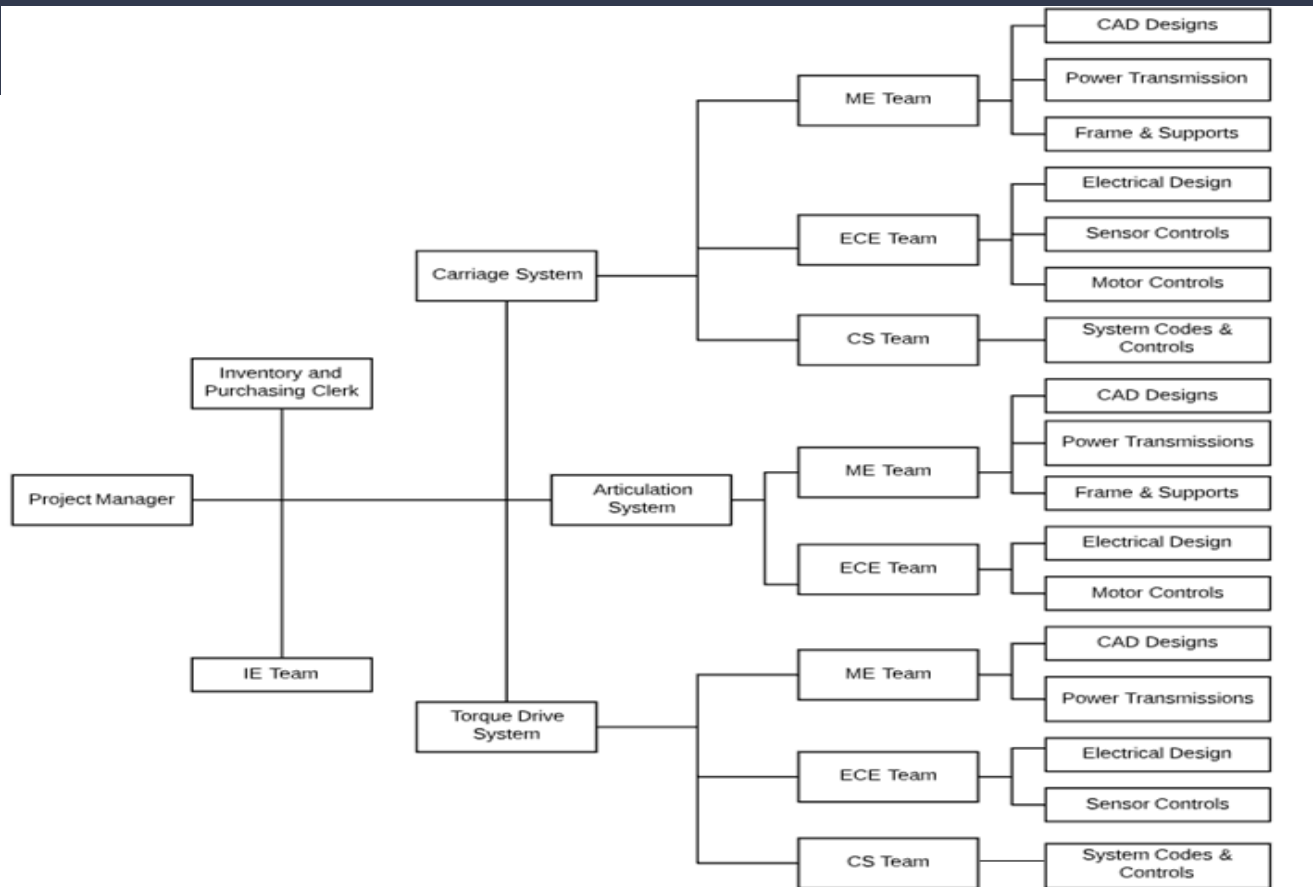 CAD Designs
Power Transmission
ME Team
Frame & Supports
Electrical Design
ECE Team
Sensor Controls
Motor Controls
Carriage System
CS Team
System Codes &
Controls
Inventory and
Purchasing Clerk
CAD Designs
Power Transmissions
ME Team
Frame & Supports
Project Manager
Articulation
System
Electrical Design
ECE Team
Motor Controls
IE Team
CAD Designs
ME Team
Power Transmissions
Torque Drive
System
Electrical Design
ECE Team
Sensor Controls
CS Team
System Codes &
Controls